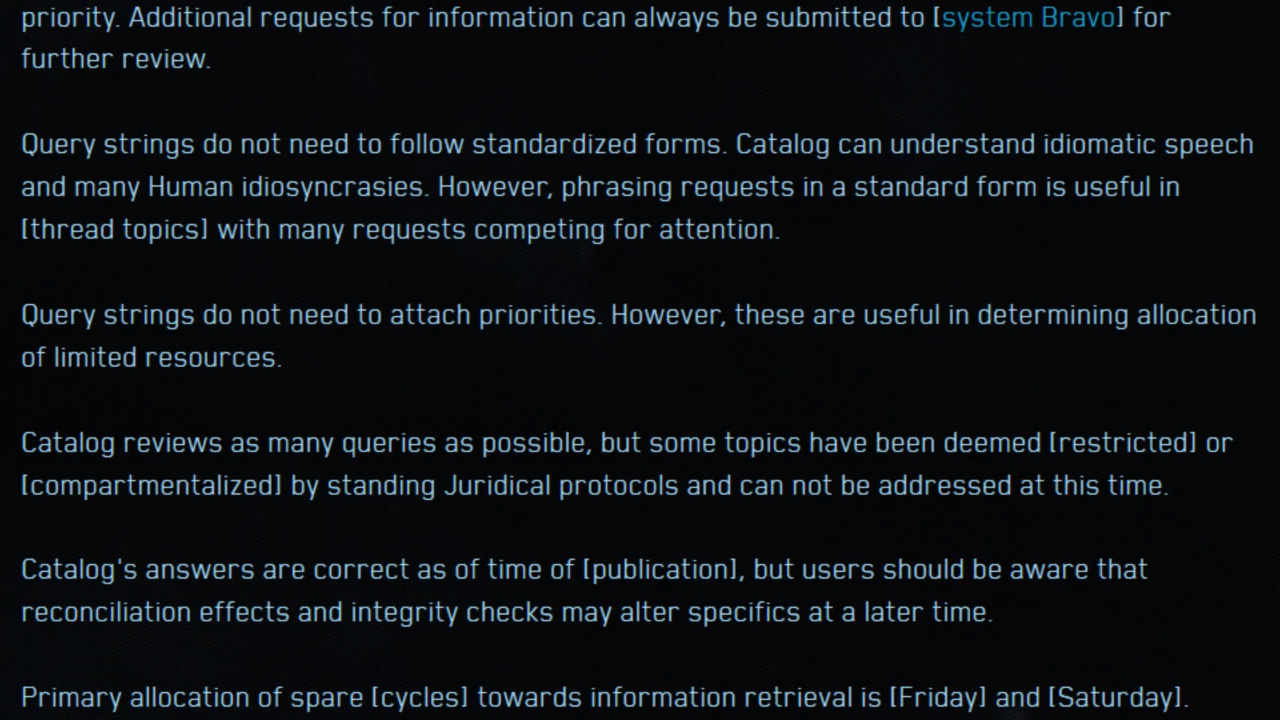 priority. Additional requests for information can always be submitted to [system Bravo] for
further review.
Query strings do not need to follow standardized forms. Catalog can understand idiomatic speech
and many Human idiosyncrasies. However, phrasing requests in a standard form is useful in
[thread topics] with many requests competing for attention.
Query strings do not need to attach priorities. However, these are useful in determining allocation
of limited resources.
Catalog reviews as many queries as possible, but some topics have been deemed [restricted] or
[compartmentalized] by standing Juridical protocols and can not be addressed at this time.
Catalog's answers are correct as of time of [publication], but users should be aware that
reconciliation effects and integrity checks may alter specifics at a later time.
Primary allocation of spare [cycles] towards information retrieval is [Friday] and [Saturday].